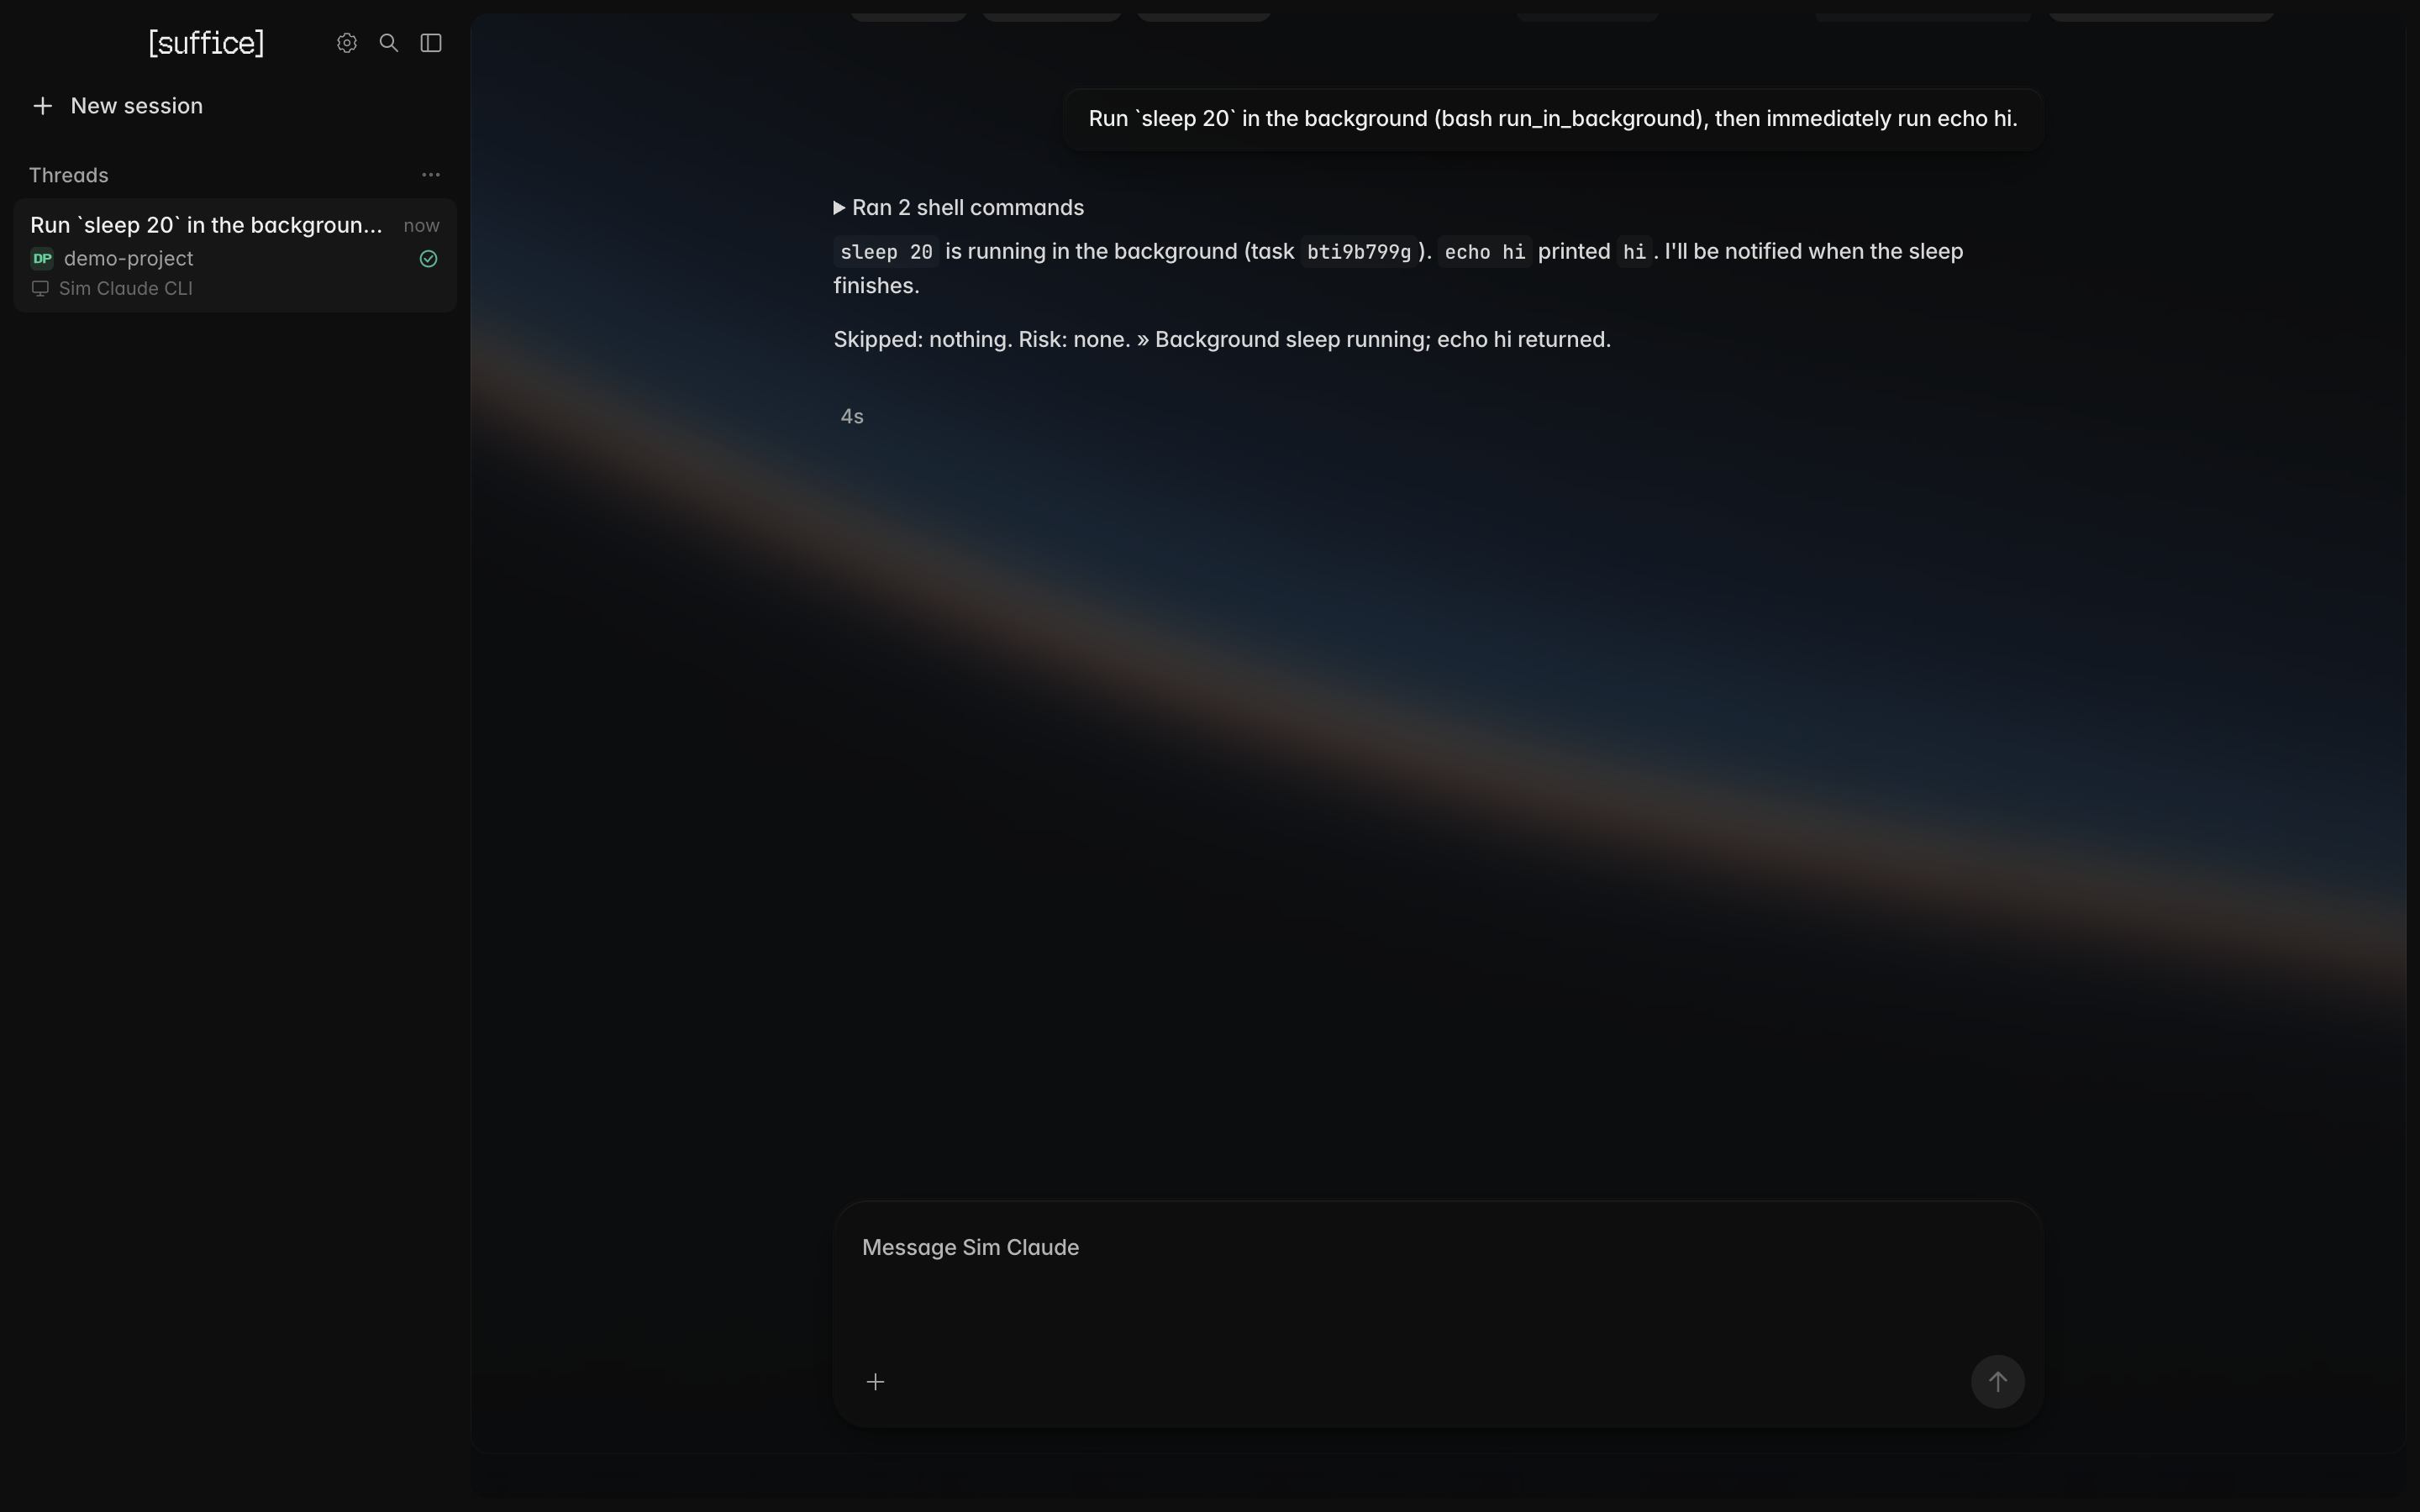 [suffice]
New session
Threads
Run `sleep 20` in the backgroun... now
DP demo-project
Sim Claude CLI
Run `sleep 20` in the background (bash run_in_background), then immediately run echo hi.
Ran 2 shell commands
sleep 20 is running in the background (task bti9b799g). echo hi printed hi. I'll be notified when the sleep
finishes.
Skipped: nothing. Risk: none. » Background sleep running; echo hi returned.
4s
Message Sim Claude